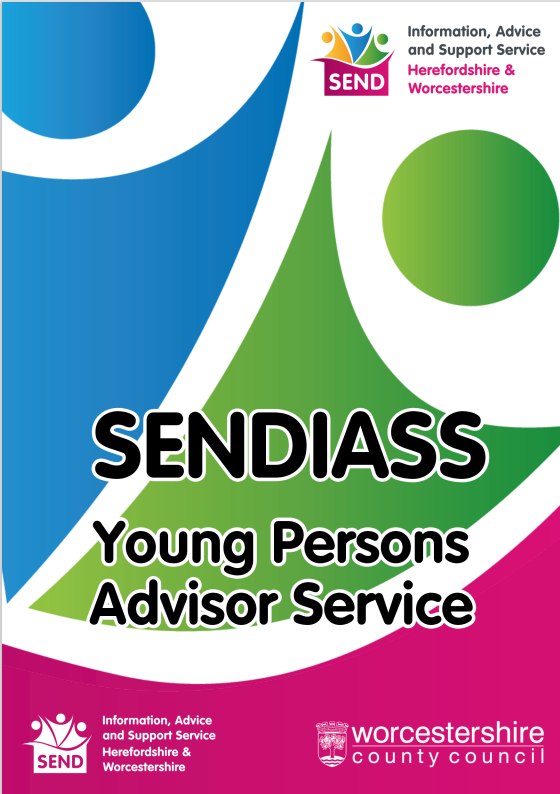 Information, Advice
and Support Service
Herefordshire &
Worcestershire
SEND
SENDIASS
Young Persons
Advisor Service
Information, Advice
and Support Service
Herefordshire &
Worcestershire
SEND
worcestershire
county council